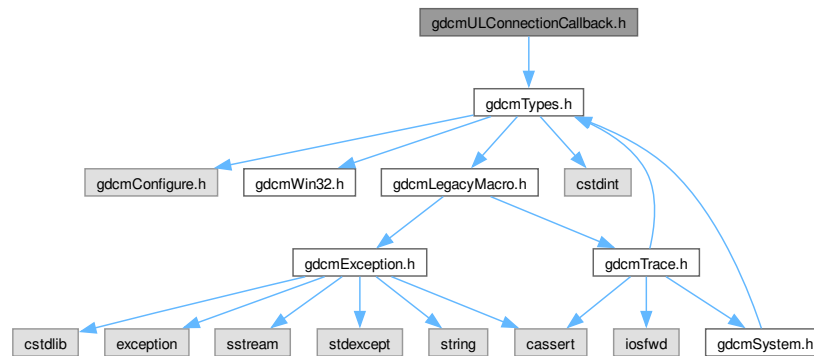 gdcmULConnectionCallback.h
gdcmTypes.h
gdcmConfigure.h
gdcmWin32.h
gdcmLegacyMacro.h
cstdint
gdcmException.h
gdcmTrace.h
cstdlib
exception
sstream
stdexcept
string
cassert
iosfwd
gdcmSystem.h